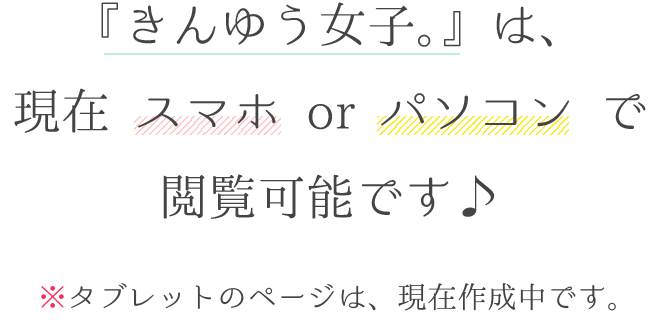 『きんゆう女子。』は、
現在 スマホ or パソコン で
閲覧可能です♪
※タブレットのページは、現在作成中です。